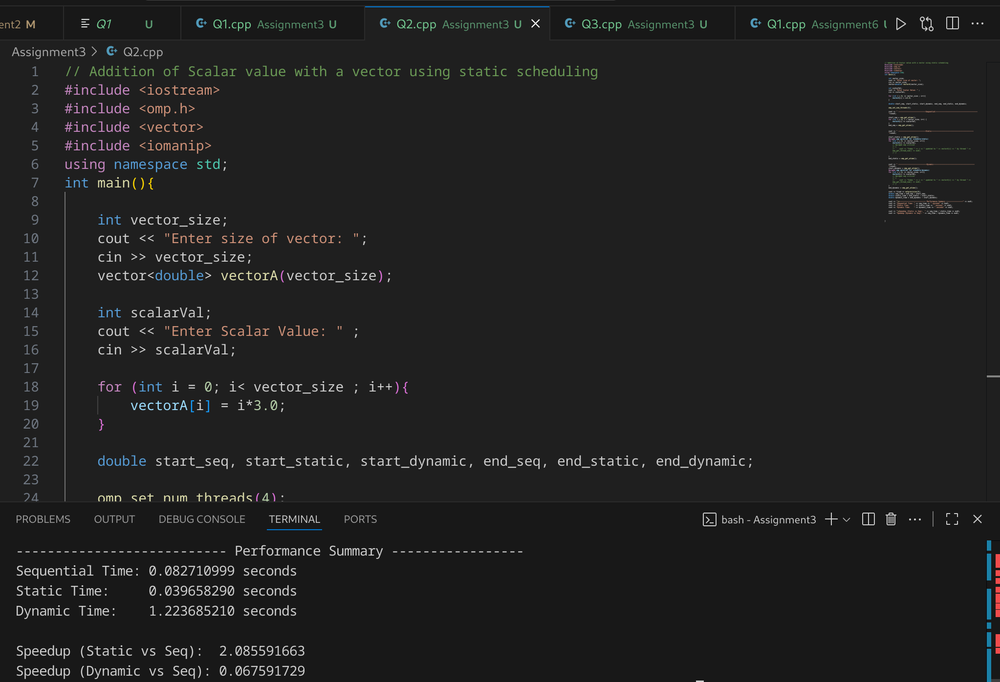 ent2 M
Q1 U
Q1.cpp Assignment3 U
Q2.cpp Assignment3 U
Q3.cpp Assignment3 U
Q1.cpp Assignment6
Assignment3 > Q2.cpp
1 // Addition of Scalar value with a vector using static scheduling
2 #include <iostream>
3 #include <omp.h>
4 #include <vector>
5 #include <iomanip>
6 using namespace std;
7 int main(){
8
9 int vector_size;
10 cout << "Enter size of vector: ";
11 cin >> vector_size;
12 vector<double> vectorA(vector_size);
13
14 int scalarVal;
15 cout << "Enter Scalar Value: " ;
16 cin >> scalarVal;
17
18 for (int i = 0; i< vector_size ; i++){
19 vectorA[i] = i*3.0;
20 }
21
22 double start_seq, start_static, start_dynamic, end_seq, end_static, end_dynamic;
23
24 omp_set_num_threads(4);
PROBLEMS OUTPUT DEBUG CONSOLE TERMINAL PORTS
bash - Assignment3
--------------------------- Performance Summary -----------------
Sequential Time: 0.082710999 seconds
Static Time: 0.039658290 seconds
Dynamic Time: 1.223685210 seconds
Speedup (Static vs Seq): 2.085591663
Speedup (Dynamic vs Seq): 0.067591729